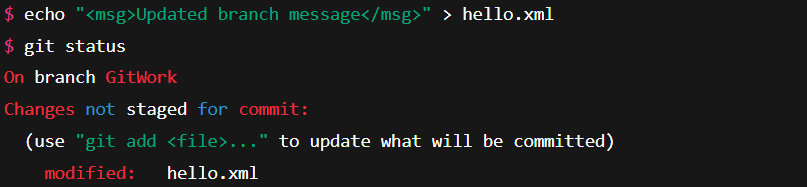 $ echo "<msg>Updated branch message</msg>" > hello.xml
$ git status
On branch GitWork
Changes not staged for commit:
  (use "git add <file>..." to update what will be committed)
    modified:   hello.xml